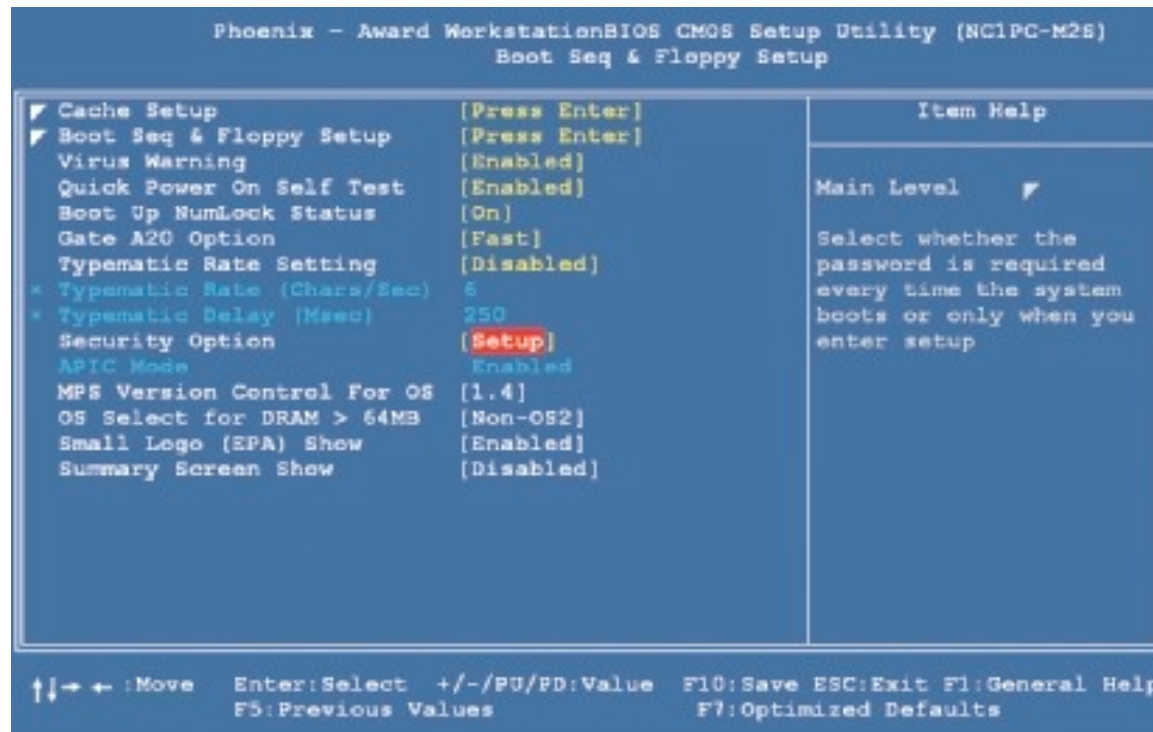 Phoenix - Award WorkstationBIOS CMOS Setup Utility (NC1PC-M2S)
Boot Seq & Floppy Setup
Cache Setup [Press Enter]
Boot Seq & Floppy Setup [Press Enter]
Virus Warning [Enabled]
Quick Power On Self Test [Enabled]
Boot Up NumLock Status [On]
Gate A20 Option [Fast]
Typematic Rate Setting [Disabled]
× Typematic Rate (Chars/Sec) 6
× Typematic Delay (Msec) 250
Security Option [Setup]
APIC Mode Enabled
MPS Version Control For OS [1.4]
OS Select for DRAM > 64MB [Non-OS2]
Small Logo (EPA) Show [Enabled]
Summary Screen Show [Disabled]
Item Help
Main Level
Select whether the
password is required
every time the system
boots or only when you
enter setup
↑↓→ ← :Move Enter:Select +/-/PU/PD:Value F10:Save ESC:Exit F1:General Help
F5:Previous Values F7:Optimized Defaults